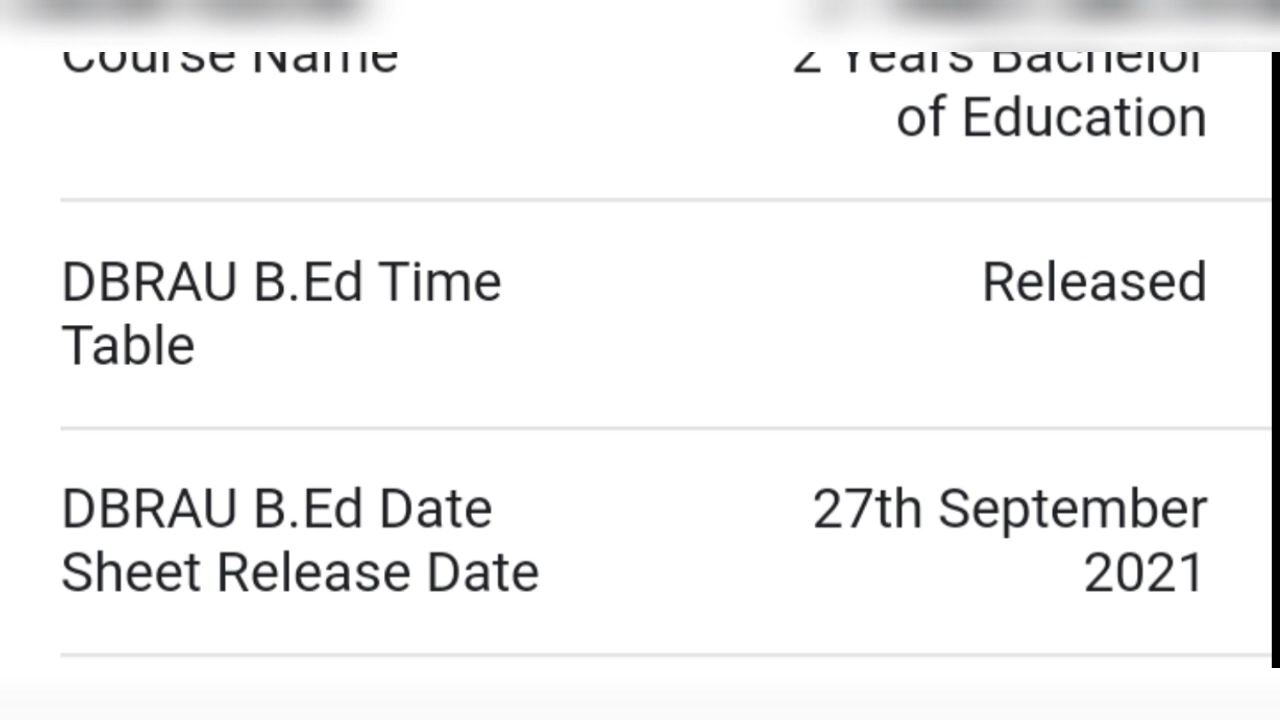 Course Name
2 Years Bachelor
of Education
DBRAU B.Ed Time
Table
Released
DBRAU B.Ed Date
Sheet Release Date
27th September
2021